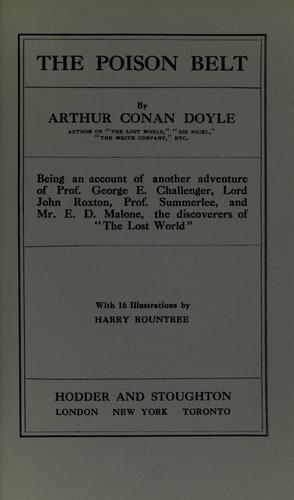 THE POISON BELT
By
ARTHUR CONAN DOYLE
AUTHOR OF "THE LOST WORLD," "SIR NIGEL,"
"THE WHITE COMPANY," ETC.
Being an account of another adventure
of Prof. George E. Challenger, Lord
John Roxton, Prof. Summerlee, and
Mr. E. D. Malone, the discoverers of
"The Lost World"
With 16 Illustrations by
HARRY ROUNTREE
HODDER AND STOUGHTON
LONDON NEW YORK TORONTO